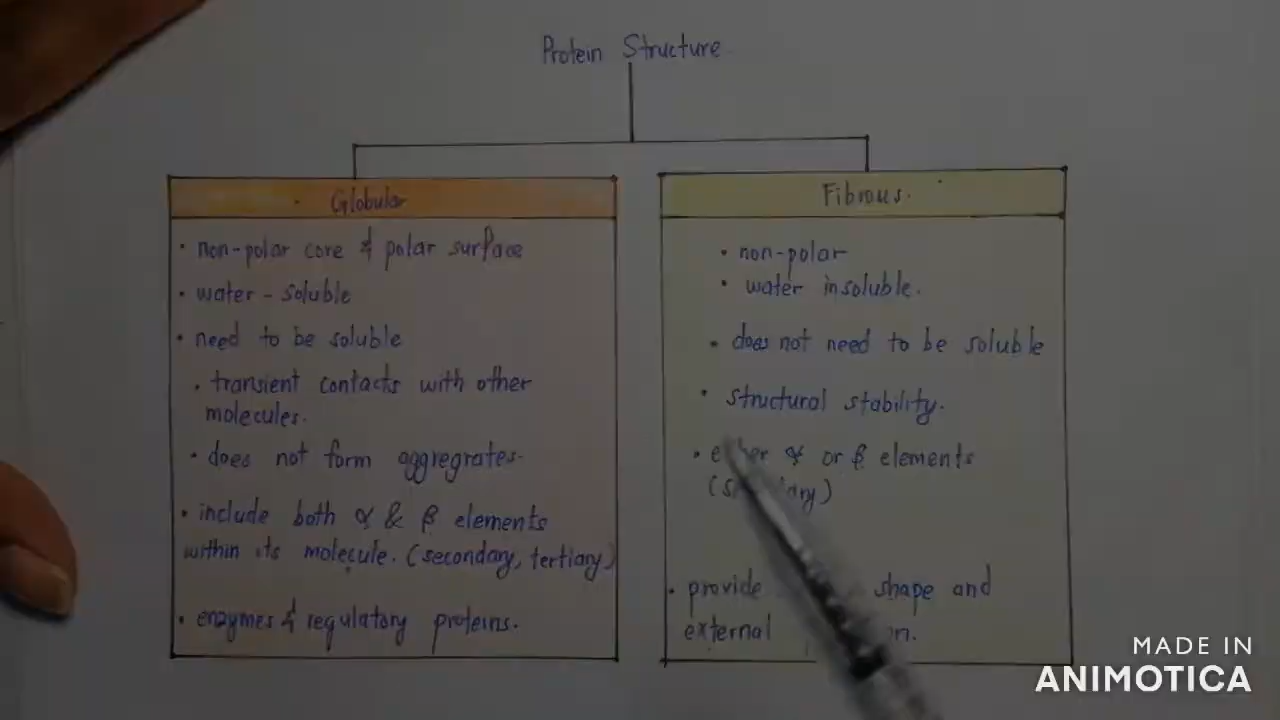 Protein Structure
Globular
• non-polar core & polar surface
• water-soluble
• need to be soluble
• transient contacts with other
molecules.
• does not form aggregrates.
• include both α & β elements
within its molecule. (secondary, tertiary)
• enzymes & regulatory proteins.
Fibrous.
• non-polar
• water insoluble.
• does not need to be soluble
• structural stability.
• either α or β elements
• provide shape and
external
MADE IN
ANIMOTICA